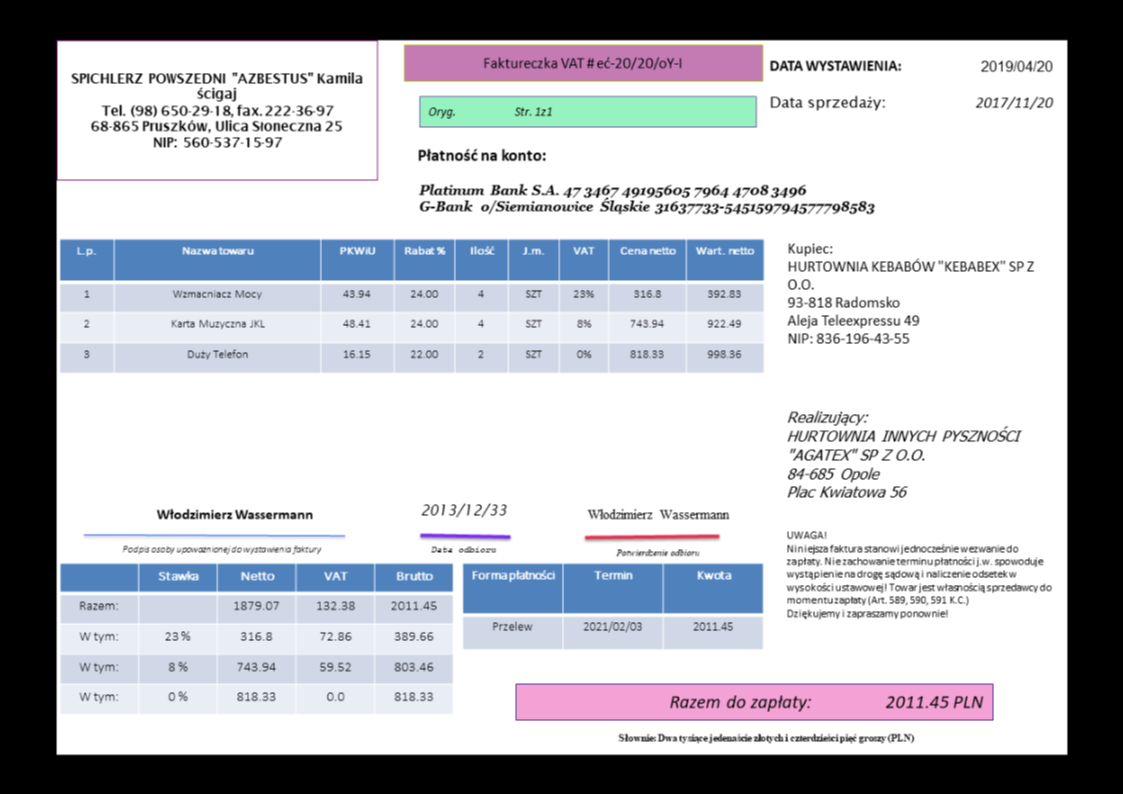 SPICHLERZ POWSZEDNI "AZBESTUS" Kamila
ścigaj
Tel. (98) 650-29-18, fax. 222-36-97
68-865 Pruszków, Ulica Słoneczna 25
NIP: 560-537-15-97
Faktureczka VAT # eć-20/20/oY-I
Oryg. Str. 1z1
DATA WYSTAWIENIA: 2019/04/20
Data sprzedaży: 2017/11/20
Płatność na konto:
Platinum Bank S.A. 47 3467 49195605 7964 4708 3496
G-Bank o/Siemianowice Śląskie 31637733-545159794577798583
L.p. Nazwa towaru PKWiU Rabat % Ilość J.m. VAT Cena netto Wart. netto
1 Wzmacniacz Mocy 43.94 24.00 4 SZT 23% 316.8 392.83
2 Karta Muzyczna JKL 48.41 24.00 4 SZT 8% 743.94 922.49
3 Duży Telefon 16.15 22.00 2 SZT 0% 818.33 998.36
Kupiec:
HURTOWNIA KEBABÓW "KEBABEX" SP Z
O.O.
93-818 Radomsko
Aleja Teleexpressu 49
NIP: 836-196-43-55
Realizujący:
HURTOWNIA INNYCH PYSZNOŚCI
"AGATEX" SP Z O.O.
84-685 Opole
Plac Kwiatowa 56
Włodzimierz Wassermann
Podpis osoby upoważnionej do wystawienia faktury
2013/12/33
Data odbioru
Włodzimierz Wassermann
Potwierdzenie odbioru
UWAGA!
Niniejsza faktura stanowi jednocześnie wezwanie do
zapłaty. Nie zachowanie terminu płatności j.w. spowoduje
wystąpienie na drogę sądową i naliczenie odsetek w
wysokości ustawowej! Towar jest własnością sprzedawcy do
momentu zapłaty (Art. 589, 590, 591 K.C.)
Dziękujemy i zapraszamy ponownie!
Stawka Netto VAT Brutto
Razem: 1879.07 132.38 2011.45
W tym: 23 % 316.8 72.86 389.66
W tym: 8 % 743.94 59.52 803.46
W tym: 0 % 818.33 0.0 818.33
Forma płatności Termin Kwota
Przelew 2021/02/03 2011.45
Razem do zapłaty: 2011.45 PLN
Słownie: Dwa tysiące jedenaście złotych i czterdzieści pięć groszy (PLN)